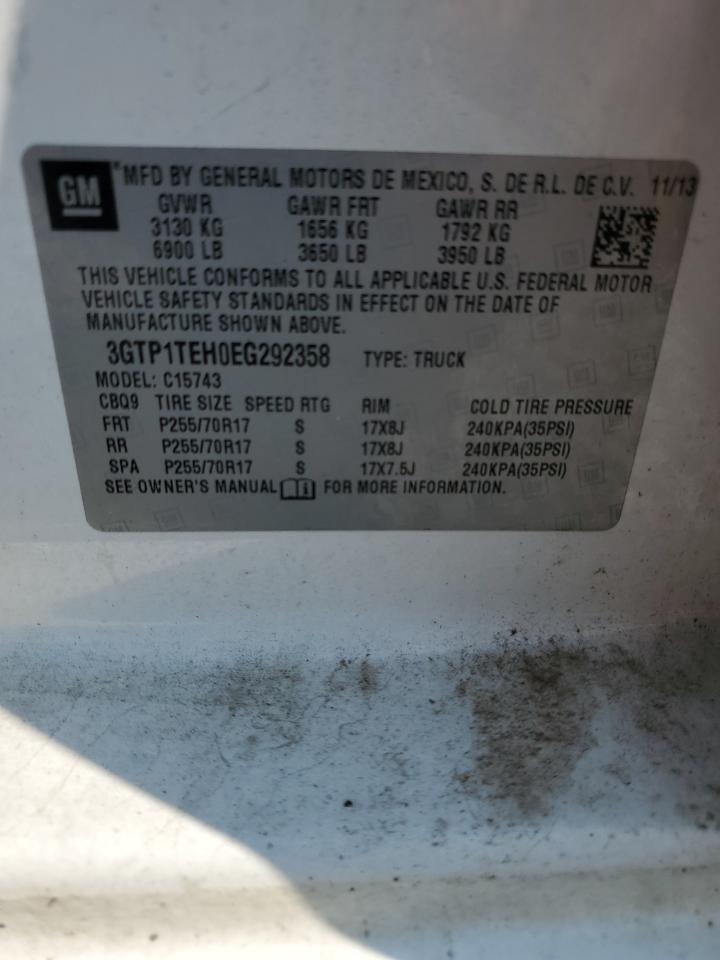 GM MFD BY GENERAL MOTORS DE MEXICO, S. DE R.L. DE C.V. 11/13
GVWR GAWR FRT GAWR RR
3130 KG 1656 KG 1792 KG
6900 LB 3650 LB 3950 LB
THIS VEHICLE CONFORMS TO ALL APPLICABLE U.S. FEDERAL MOTOR
VEHICLE SAFETY STANDARDS IN EFFECT ON THE DATE OF
MANUFACTURE SHOWN ABOVE.
3GTP1TEH0EG292358 TYPE: TRUCK
MODEL: C15743
CBQ9 TIRE SIZE SPEED RTG RIM COLD TIRE PRESSURE
FRT P255/70R17 S 17X8J 240KPA(35PSI)
RR P255/70R17 S 17X8J 240KPA(35PSI)
SPA P255/70R17 S 17X7.5J 240KPA(35PSI)
SEE OWNER'S MANUAL FOR MORE INFORMATION.